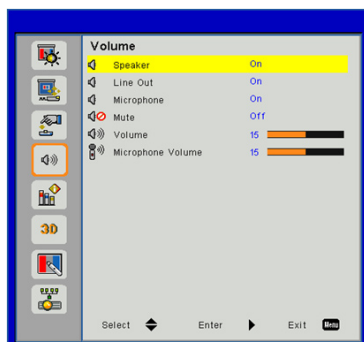 Volume
Speaker On
Line Out On
Microphone On
Mute Off
Volume 15
Microphone Volume 15
3D
Select Enter Exit Menu